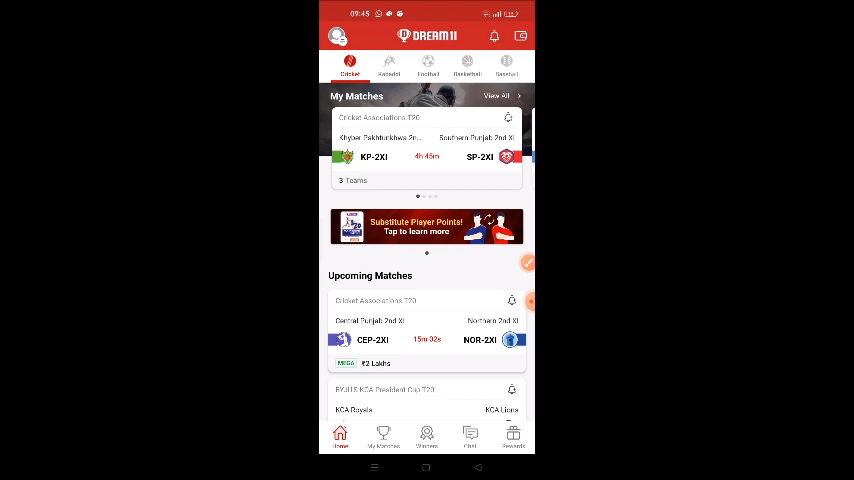 09:45
DREAM11
Cricket Kabaddi Football Basketball Baseball
My Matches View All
Cricket Associations T20
Khyber Pakhtunkhwa 2n... Southern Punjab 2nd XI
KP-2XI 4h 45m SP-2XI
3 Teams
Substitute Player Points!
Tap to learn more
Upcoming Matches
Cricket Associations T20
Central Punjab 2nd XI Northern 2nd XI
CEP-2XI 15m 02s NOR-2XI
MEGA ₹2 Lakhs
BYJU'S KCA President Cup T20
KCA Royals KCA Lions
Home My Matches Winners Chat Rewards